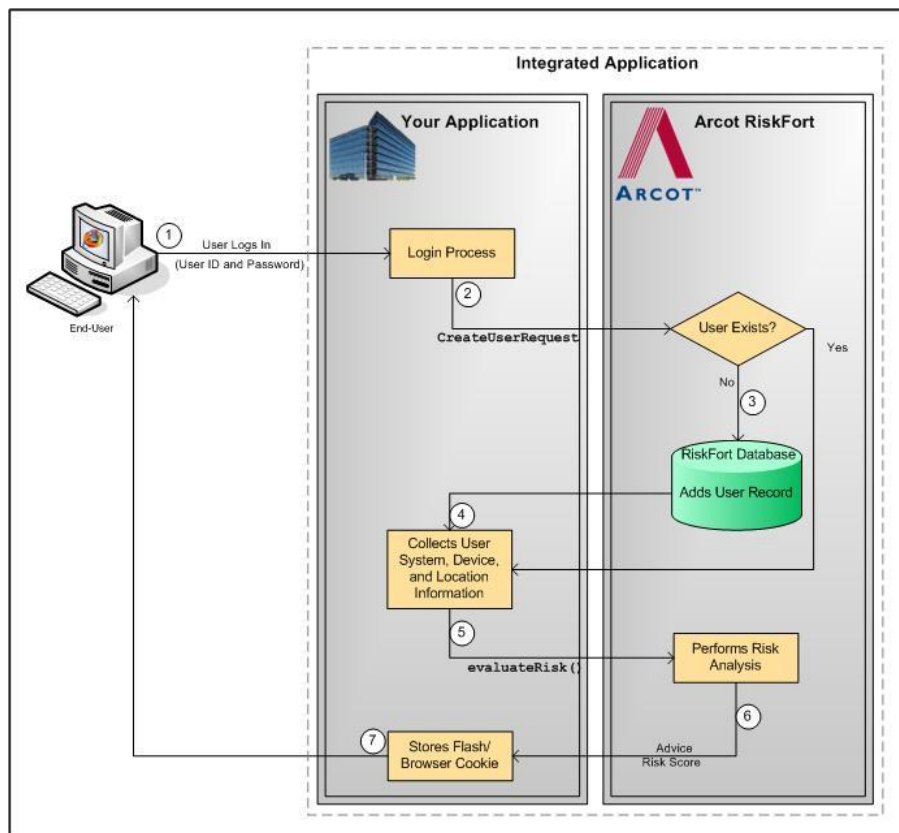 Integrated Application
Your Application
Arcot RiskFort
ARCOT™
1
User Logs In
(User ID and Password)
End-User
Login Process
2
CreateUserRequest
User Exists?
Yes
No
3
RiskFort Database
Adds User Record
4
Collects User
System, Device,
and Location
Information
5
evaluateRisk()
Performs Risk
Analysis
6
Advice
Risk Score
7
Stores Flash/
Browser Cookie